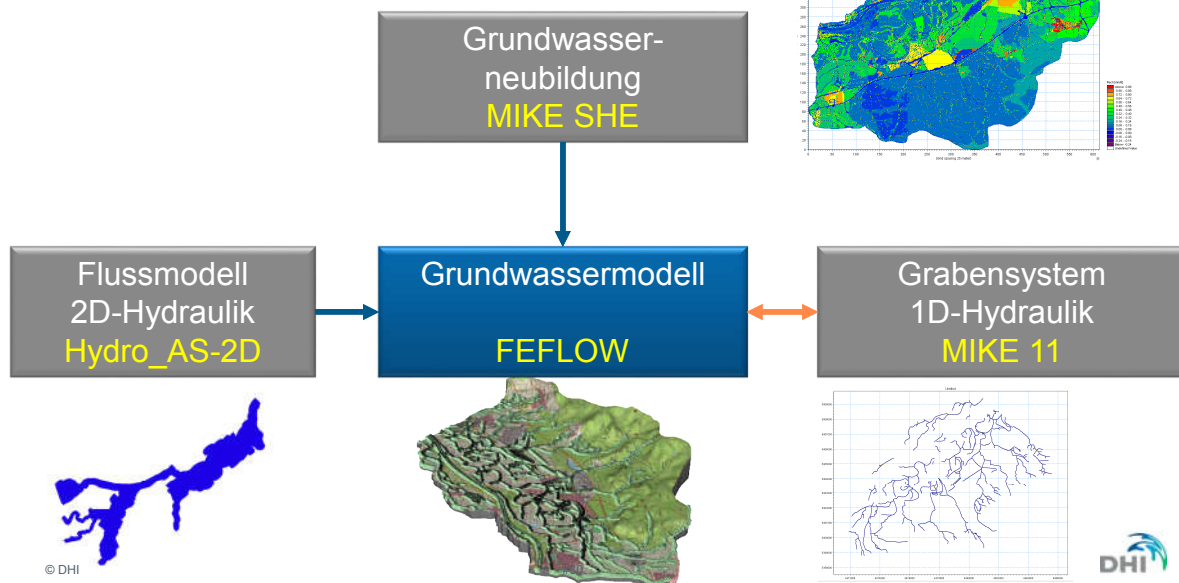 Grundwasser-
neubildung
MIKE SHE
Flussmodell
2D-Hydraulik
Hydro_AS-2D
Grundwassermodell
FEFLOW
Grabensystem
1D-Hydraulik
MIKE 11
© DHI
DHI